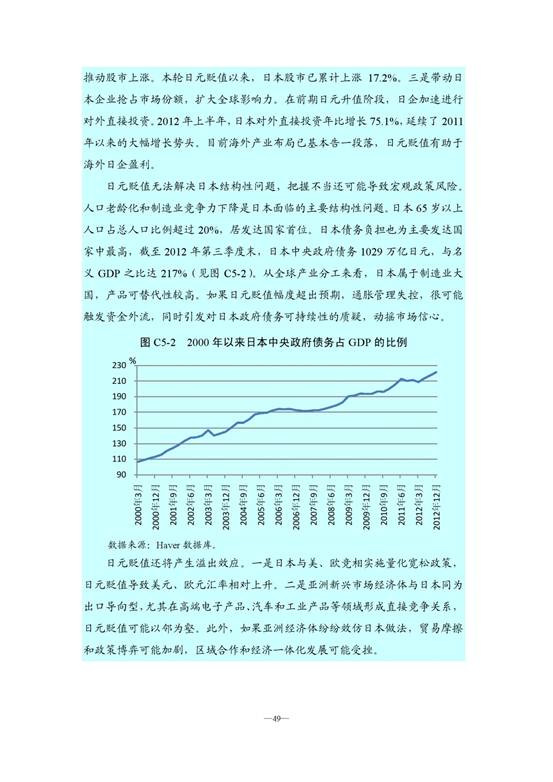 推动股市上涨。本轮日元贬值以来，日本股市已累计上涨 17.2%。三是带动日
本企业抢占市场份额，扩大全球影响力。在前期日元升值阶段，日企加速进行
对外直接投资。2012 年上半年，日本对外直接投资年比增长 75.1%，延续了 2011
年以来的大幅增长势头。目前海外产业布局已基本告一段落，日元贬值有助于
海外日企盈利。
日元贬值无法解决日本结构性问题，把握不当还可能导致宏观政策风险。
人口老龄化和制造业竞争力下降是日本面临的主要结构性问题。日本 65 岁以上
人口占总人口比例超过 20%，居发达国家首位。日本债务负担也为主要发达国
家中最高，截至 2012 年第三季度末，日本中央政府债务 1029 万亿日元，与名
义 GDP 之比达 217%（见图 C5-2）。从全球产业分工来看，日本属于制造业大
国，产品可替代性较高。如果日元贬值幅度超出预期，通胀管理失控，很可能
触发资金外流，同时引发对日本政府债务可持续性的质疑，动摇市场信心。
图 C5-2 2000 年以来日本中央政府债务占 GDP 的比例
%
230
210
190
170
150
130
110
90
2000年3月
2000年12月
2001年9月
2002年6月
2003年3月
2003年12月
2004年9月
2005年6月
2006年3月
2006年12月
2007年9月
2008年6月
2009年3月
2009年12月
2010年9月
2011年6月
2012年3月
2012年12月
数据来源：Haver 数据库。
日元贬值还将产生溢出效应。一是日本与美、欧竞相实施量化宽松政策，
日元贬值导致美元、欧元汇率相对上升。二是亚洲新兴市场经济体与日本同为
出口导向型，尤其在高端电子产品、汽车和工业产品等领域形成直接竞争关系，
日元贬值可能以邻为壑。此外，如果亚洲经济体纷纷效仿日本做法，贸易摩擦
和政策博弈可能加剧，区域合作和经济一体化发展可能受挫。
—49—